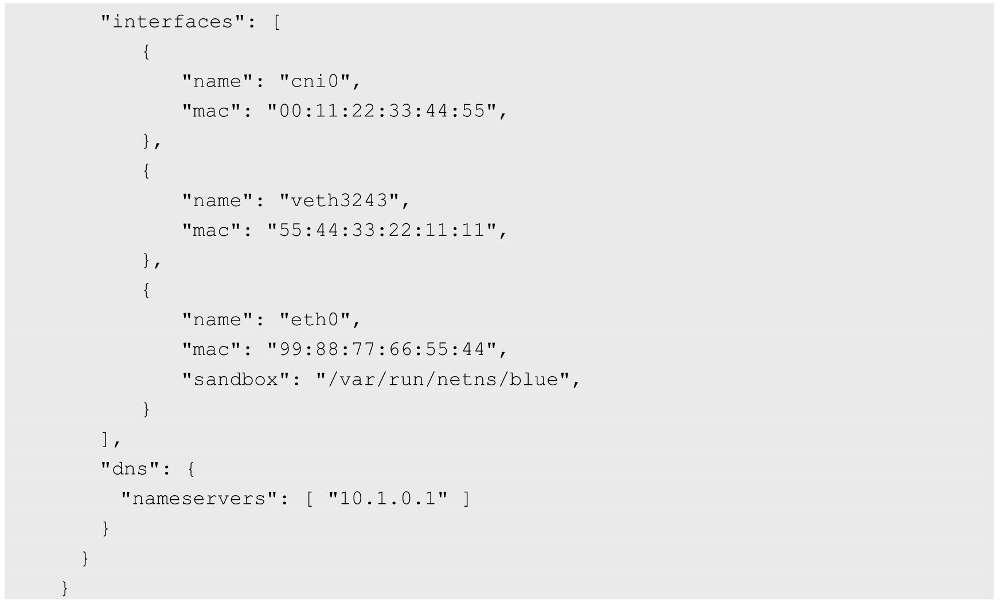 "interfaces": [
{
"name": "cni0",
"mac": "00:11:22:33:44:55",
},
{
"name": "veth3243",
"mac": "55:44:33:22:11:11",
},
{
"name": "eth0",
"mac": "99:88:77:66:55:44",
"sandbox": "/var/run/netns/blue",
}
],
"dns": {
"nameservers": [ "10.1.0.1" ]
}
}
}